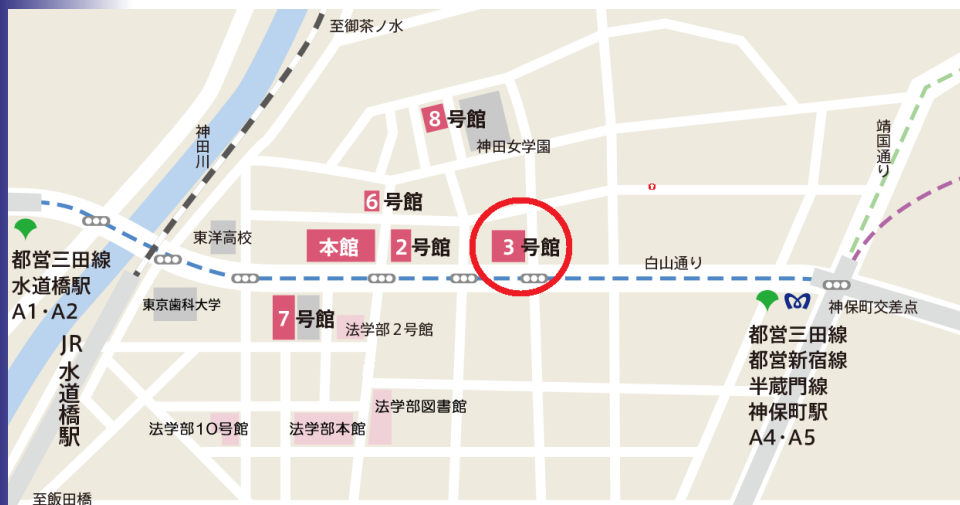 至御茶ノ水
神田川
8 号館
神田女学園
靖国通り
6 号館
東洋高校
本館
2 号館
3 号館
白山通り
都営三田線
水道橋駅
A1・A2
東京歯科大学
7 号館
法学部2号館
神保町交差点
都営三田線
都営新宿線
半蔵門線
神保町駅
A4・A5
JR水道橋駅
法学部図書館
法学部10号館
法学部本館
至飯田橋